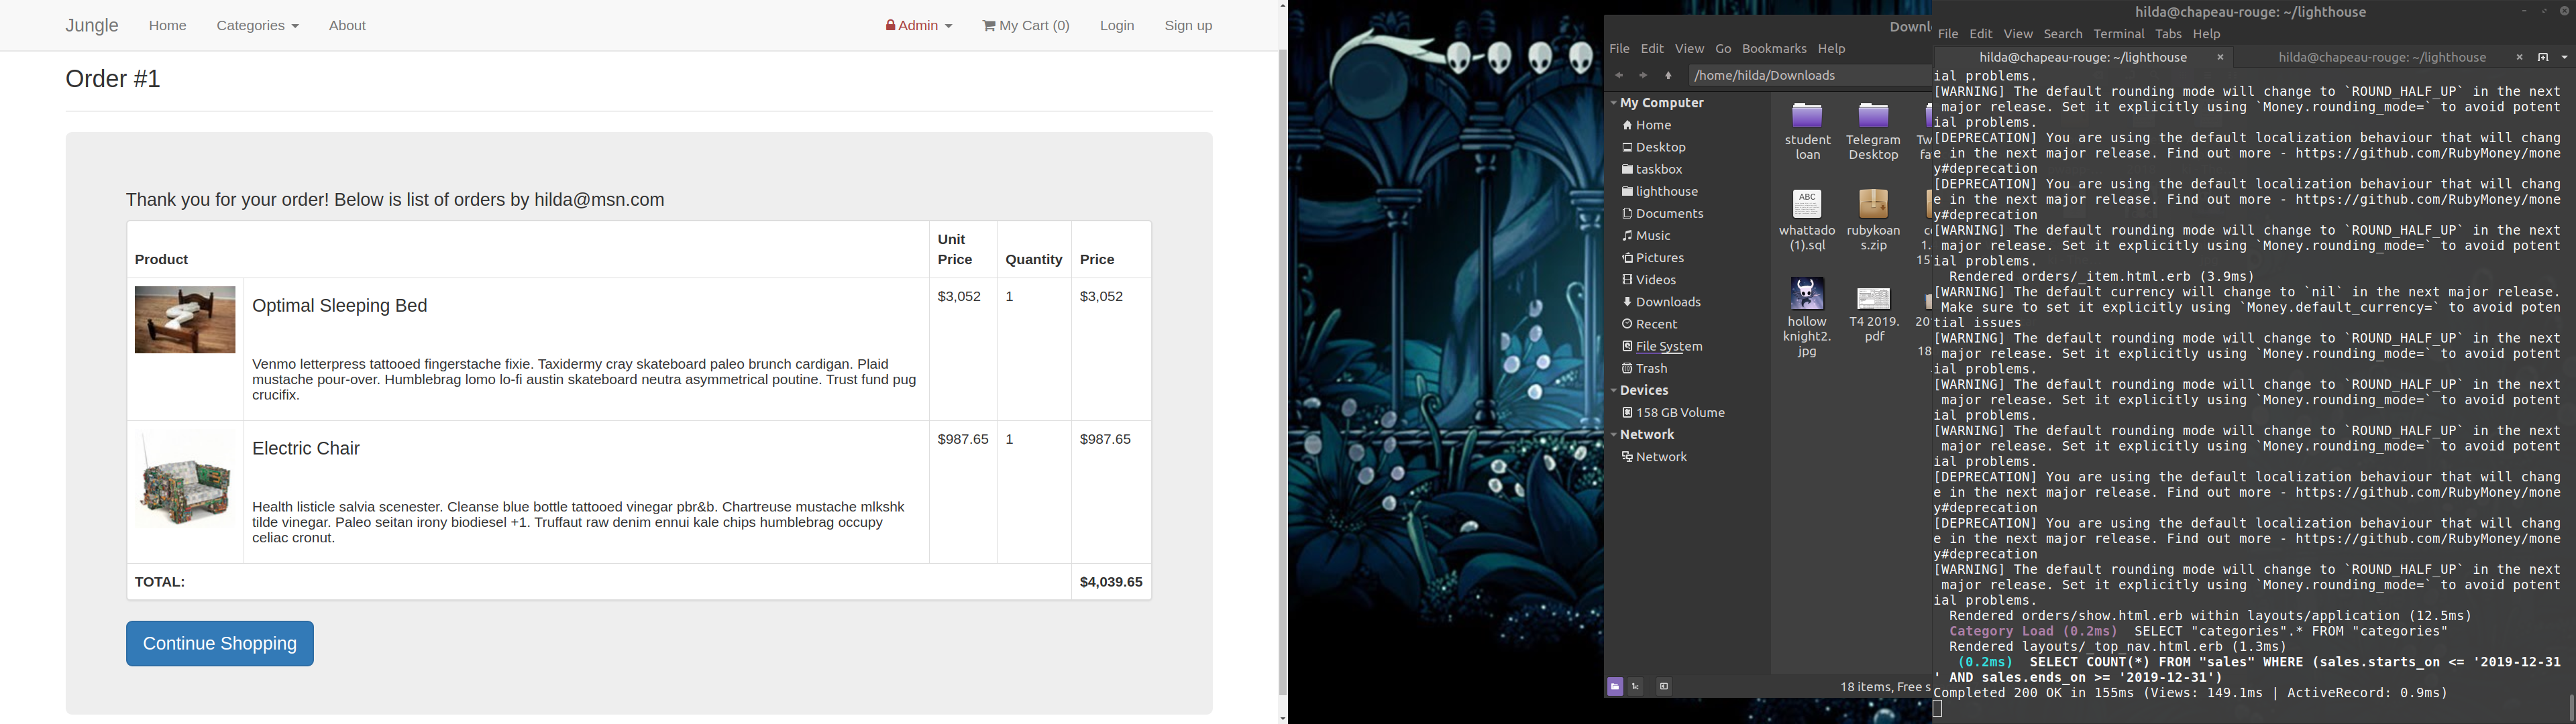 Jungle Home Categories About Admin My Cart (0) Login Sign up
Order #1
Thank you for your order! Below is list of orders by hilda@msn.com
Product Unit Price Quantity Price
Optimal Sleeping Bed $3,052 1 $3,052
Venmo letterpress tattooed fingerstache fixie. Taxidermy cray skateboard paleo brunch cardigan. Plaid
mustache pour-over. Humblebrag lomo lo-fi austin skateboard neutra asymmetrical poutine. Trust fund pug
crucifix.
Electric Chair $987.65 1 $987.65
Health listicle salvia scenester. Cleanse blue bottle tattooed vinegar pbr&b. Chartreuse mustache mlkshk
tilde vinegar. Paleo seitan irony biodiesel +1. Truffaut raw denim ennui kale chips humblebrag occupy
celiac cronut.
TOTAL: $4,039.65
Continue Shopping
Downl
File Edit View Go Bookmarks Help
/home/hilda/Downloads
My Computer
Home
Desktop
taskbox
lighthouse
Documents
Music
Pictures
Videos
Downloads
Recent
File System
Trash
Devices
158 GB Volume
Network
Network
student
loan
Telegram
Desktop
Tw
fa
ABC
whattado
(1).sql
rubykoan
s.zip
1.
15
hollow
knight2.
jpg
T4 2019.
pdf
20
18
18 items, Free s
hilda@chapeau-rouge: ~/lighthouse
File Edit View Search Terminal Tabs Help
hilda@chapeau-rouge: ~/lighthouse hilda@chapeau-rouge: ~/lighthouse
ial problems.
[WARNING] The default rounding mode will change to `ROUND_HALF_UP` in the next
 major release. Set it explicitly using `Money.rounding_mode=` to avoid potent
ial problems.
[DEPRECATION] You are using the default localization behaviour that will chang
e in the next major release. Find out more - https://github.com/RubyMoney/mone
y#deprecation
[DEPRECATION] You are using the default localization behaviour that will chang
e in the next major release. Find out more - https://github.com/RubyMoney/mone
y#deprecation
[WARNING] The default rounding mode will change to `ROUND_HALF_UP` in the next
 major release. Set it explicitly using `Money.rounding_mode=` to avoid potent
ial problems.
  Rendered orders/_item.html.erb (3.9ms)
[WARNING] The default currency will change to `nil` in the next major release.
 Make sure to set it explicitly using `Money.default_currency=` to avoid poten
tial issues
[WARNING] The default rounding mode will change to `ROUND_HALF_UP` in the next
 major release. Set it explicitly using `Money.rounding_mode=` to avoid potent
ial problems.
[WARNING] The default rounding mode will change to `ROUND_HALF_UP` in the next
 major release. Set it explicitly using `Money.rounding_mode=` to avoid potent
ial problems.
[WARNING] The default rounding mode will change to `ROUND_HALF_UP` in the next
 major release. Set it explicitly using `Money.rounding_mode=` to avoid potent
ial problems.
[DEPRECATION] You are using the default localization behaviour that will chang
e in the next major release. Find out more - https://github.com/RubyMoney/mone
y#deprecation
[DEPRECATION] You are using the default localization behaviour that will chang
e in the next major release. Find out more - https://github.com/RubyMoney/mone
y#deprecation
[WARNING] The default rounding mode will change to `ROUND_HALF_UP` in the next
 major release. Set it explicitly using `Money.rounding_mode=` to avoid potent
ial problems.
  Rendered orders/show.html.erb within layouts/application (12.5ms)
  Category Load (0.2ms)  SELECT "categories".* FROM "categories"
  Rendered layouts/_top_nav.html.erb (1.3ms)
   (0.2ms)  SELECT COUNT(*) FROM "sales" WHERE (sales.starts_on <= '2019-12-31
' AND sales.ends_on >= '2019-12-31')
Completed 200 OK in 155ms (Views: 149.1ms | ActiveRecord: 0.9ms)